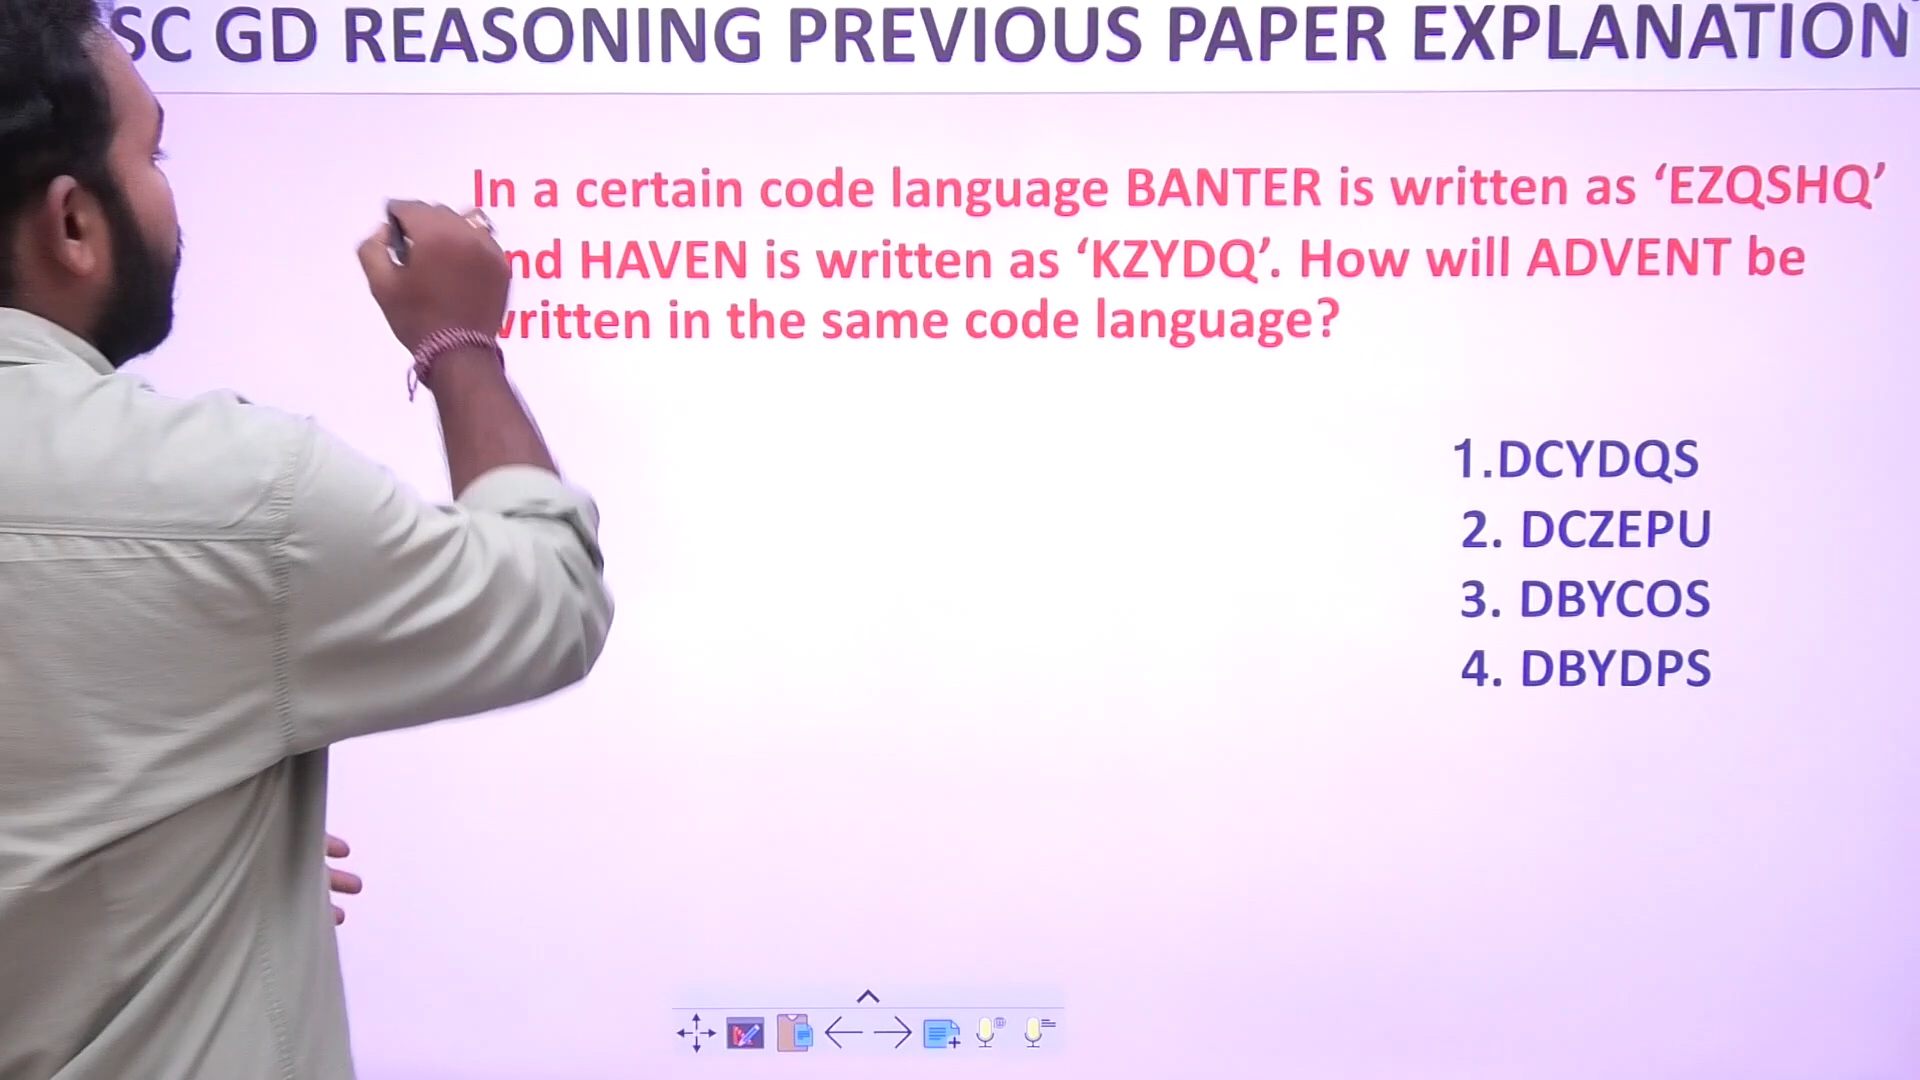 SC GD REASONING PREVIOUS PAPER EXPLANATION
In a certain code language BANTER is written as ‘EZQSHQ’
nd HAVEN is written as ‘KZYDQ’. How will ADVENT be
written in the same code language?
1.DCYDQS
2. DCZEPU
3. DBYCOS
4. DBYDPS